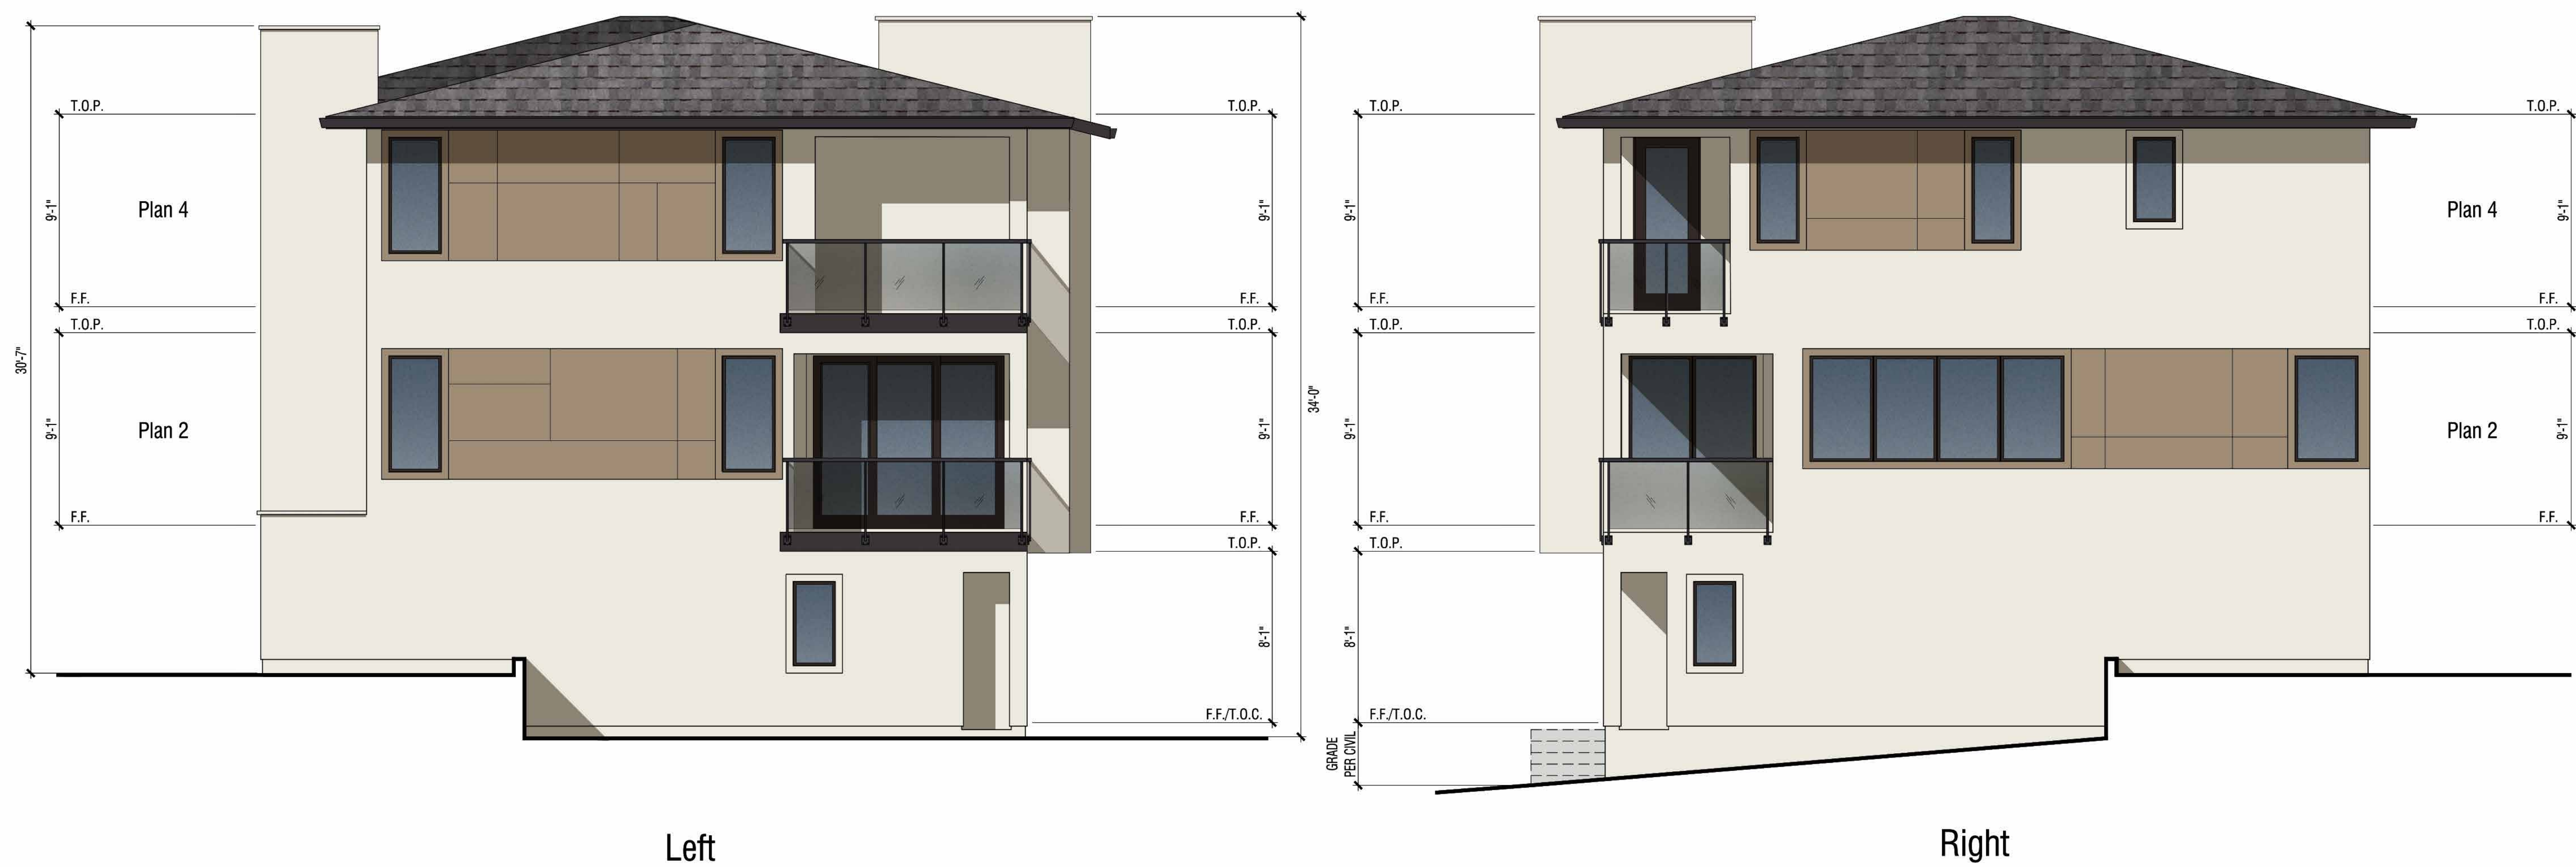 T.O.P.
9'-1"
Plan 4
F.F.
T.O.P.
30'-7"
9'-1"
Plan 2
F.F.
T.O.P.
9'-1"
F.F.
T.O.P.
34'-0"
9'-1"
F.F.
T.O.P.
8'-1"
F.F./T.O.C.
Left
T.O.P.
9'-1"
F.F.
T.O.P.
9'-1"
F.F.
T.O.P.
8'-1"
F.F./T.O.C.
GRADE
PER CIVIL
T.O.P.
Plan 4
9'-1"
F.F.
T.O.P.
Plan 2
9'-1"
F.F.
Right